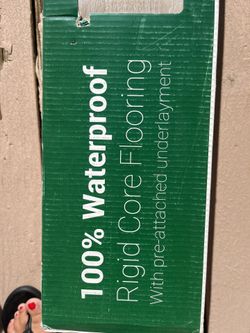 100% Waterproof
Rigid Core Flooring
With pre-attached underlayment